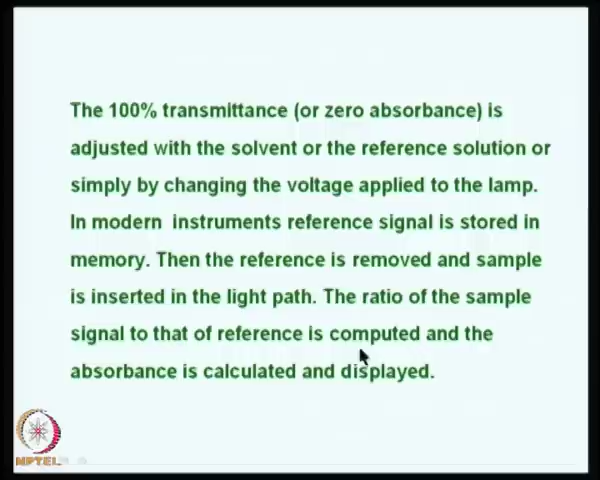 The 100% transmittance (or zero absorbance) is
adjusted with the solvent or the reference solution or
simply by changing the voltage applied to the lamp.
In modern instruments reference signal is stored in
memory. Then the reference is removed and sample
is inserted in the light path. The ratio of the sample
signal to that of reference is computed and the
absorbance is calculated and displayed.
NPTEL